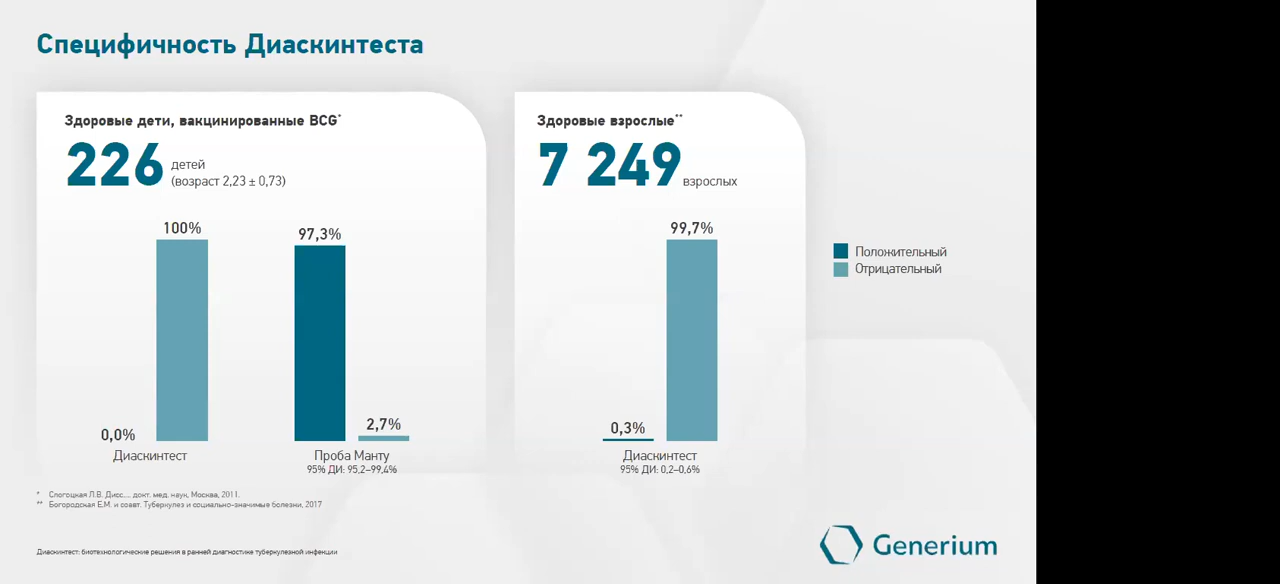 Специфичность Диаскинтеста
Здоровые дети, вакцинированные BCG*
226 детей
(возраст 2,23 ± 0,73)
100%
97,3%
0,0%
2,7%
Диаскинтест
Проба Манту
95% ДИ: 95,2–99,4%
Здоровые взрослые**
7 249 взрослых
99,7%
0,3%
Диаскинтест
95% ДИ: 0,2–0,6%
Положительный
Отрицательный
* Слогоцкая Л.В. Дисс.... докт. мед. наук, Москва, 2011.
** Богородская Е.М. и соавт. Туберкулез и социально-значимые болезни, 2017
Диаскинтест: биотехнологические решения в ранней диагностике туберкулезной инфекции
Generium